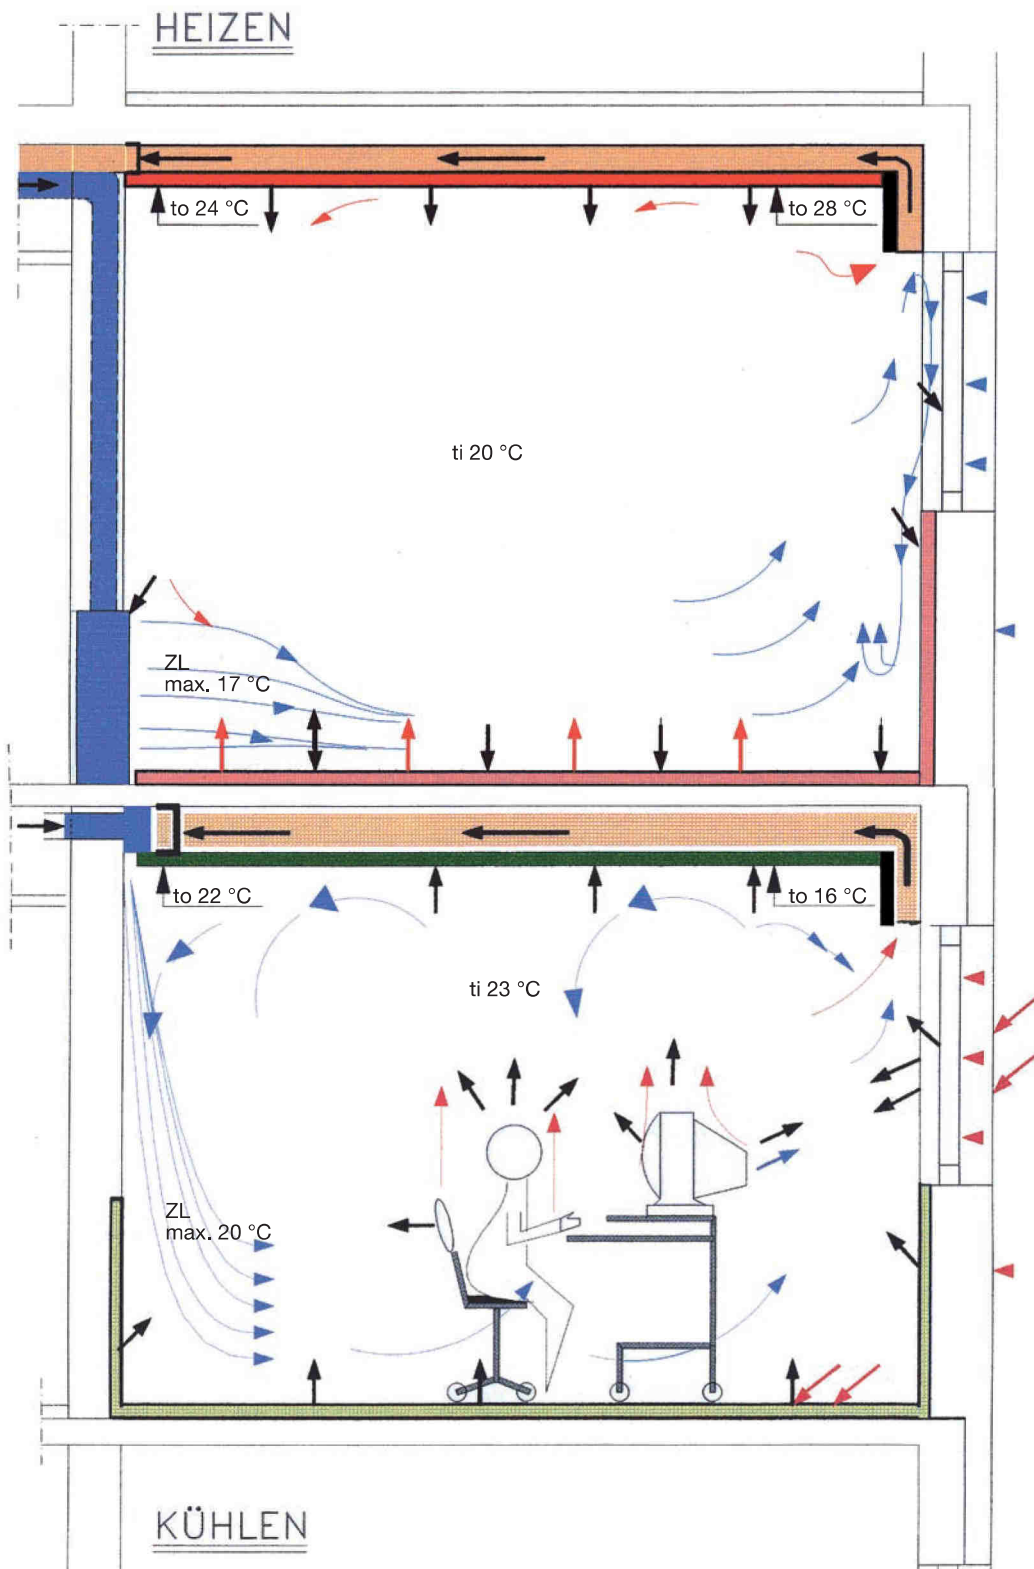 HEIZEN
to 24 °C
to 28 °C
ti 20 °C
ZL
max. 17 °C
to 22 °C
to 16 °C
ti 23 °C
ZL
max. 20 °C
KÜHLEN